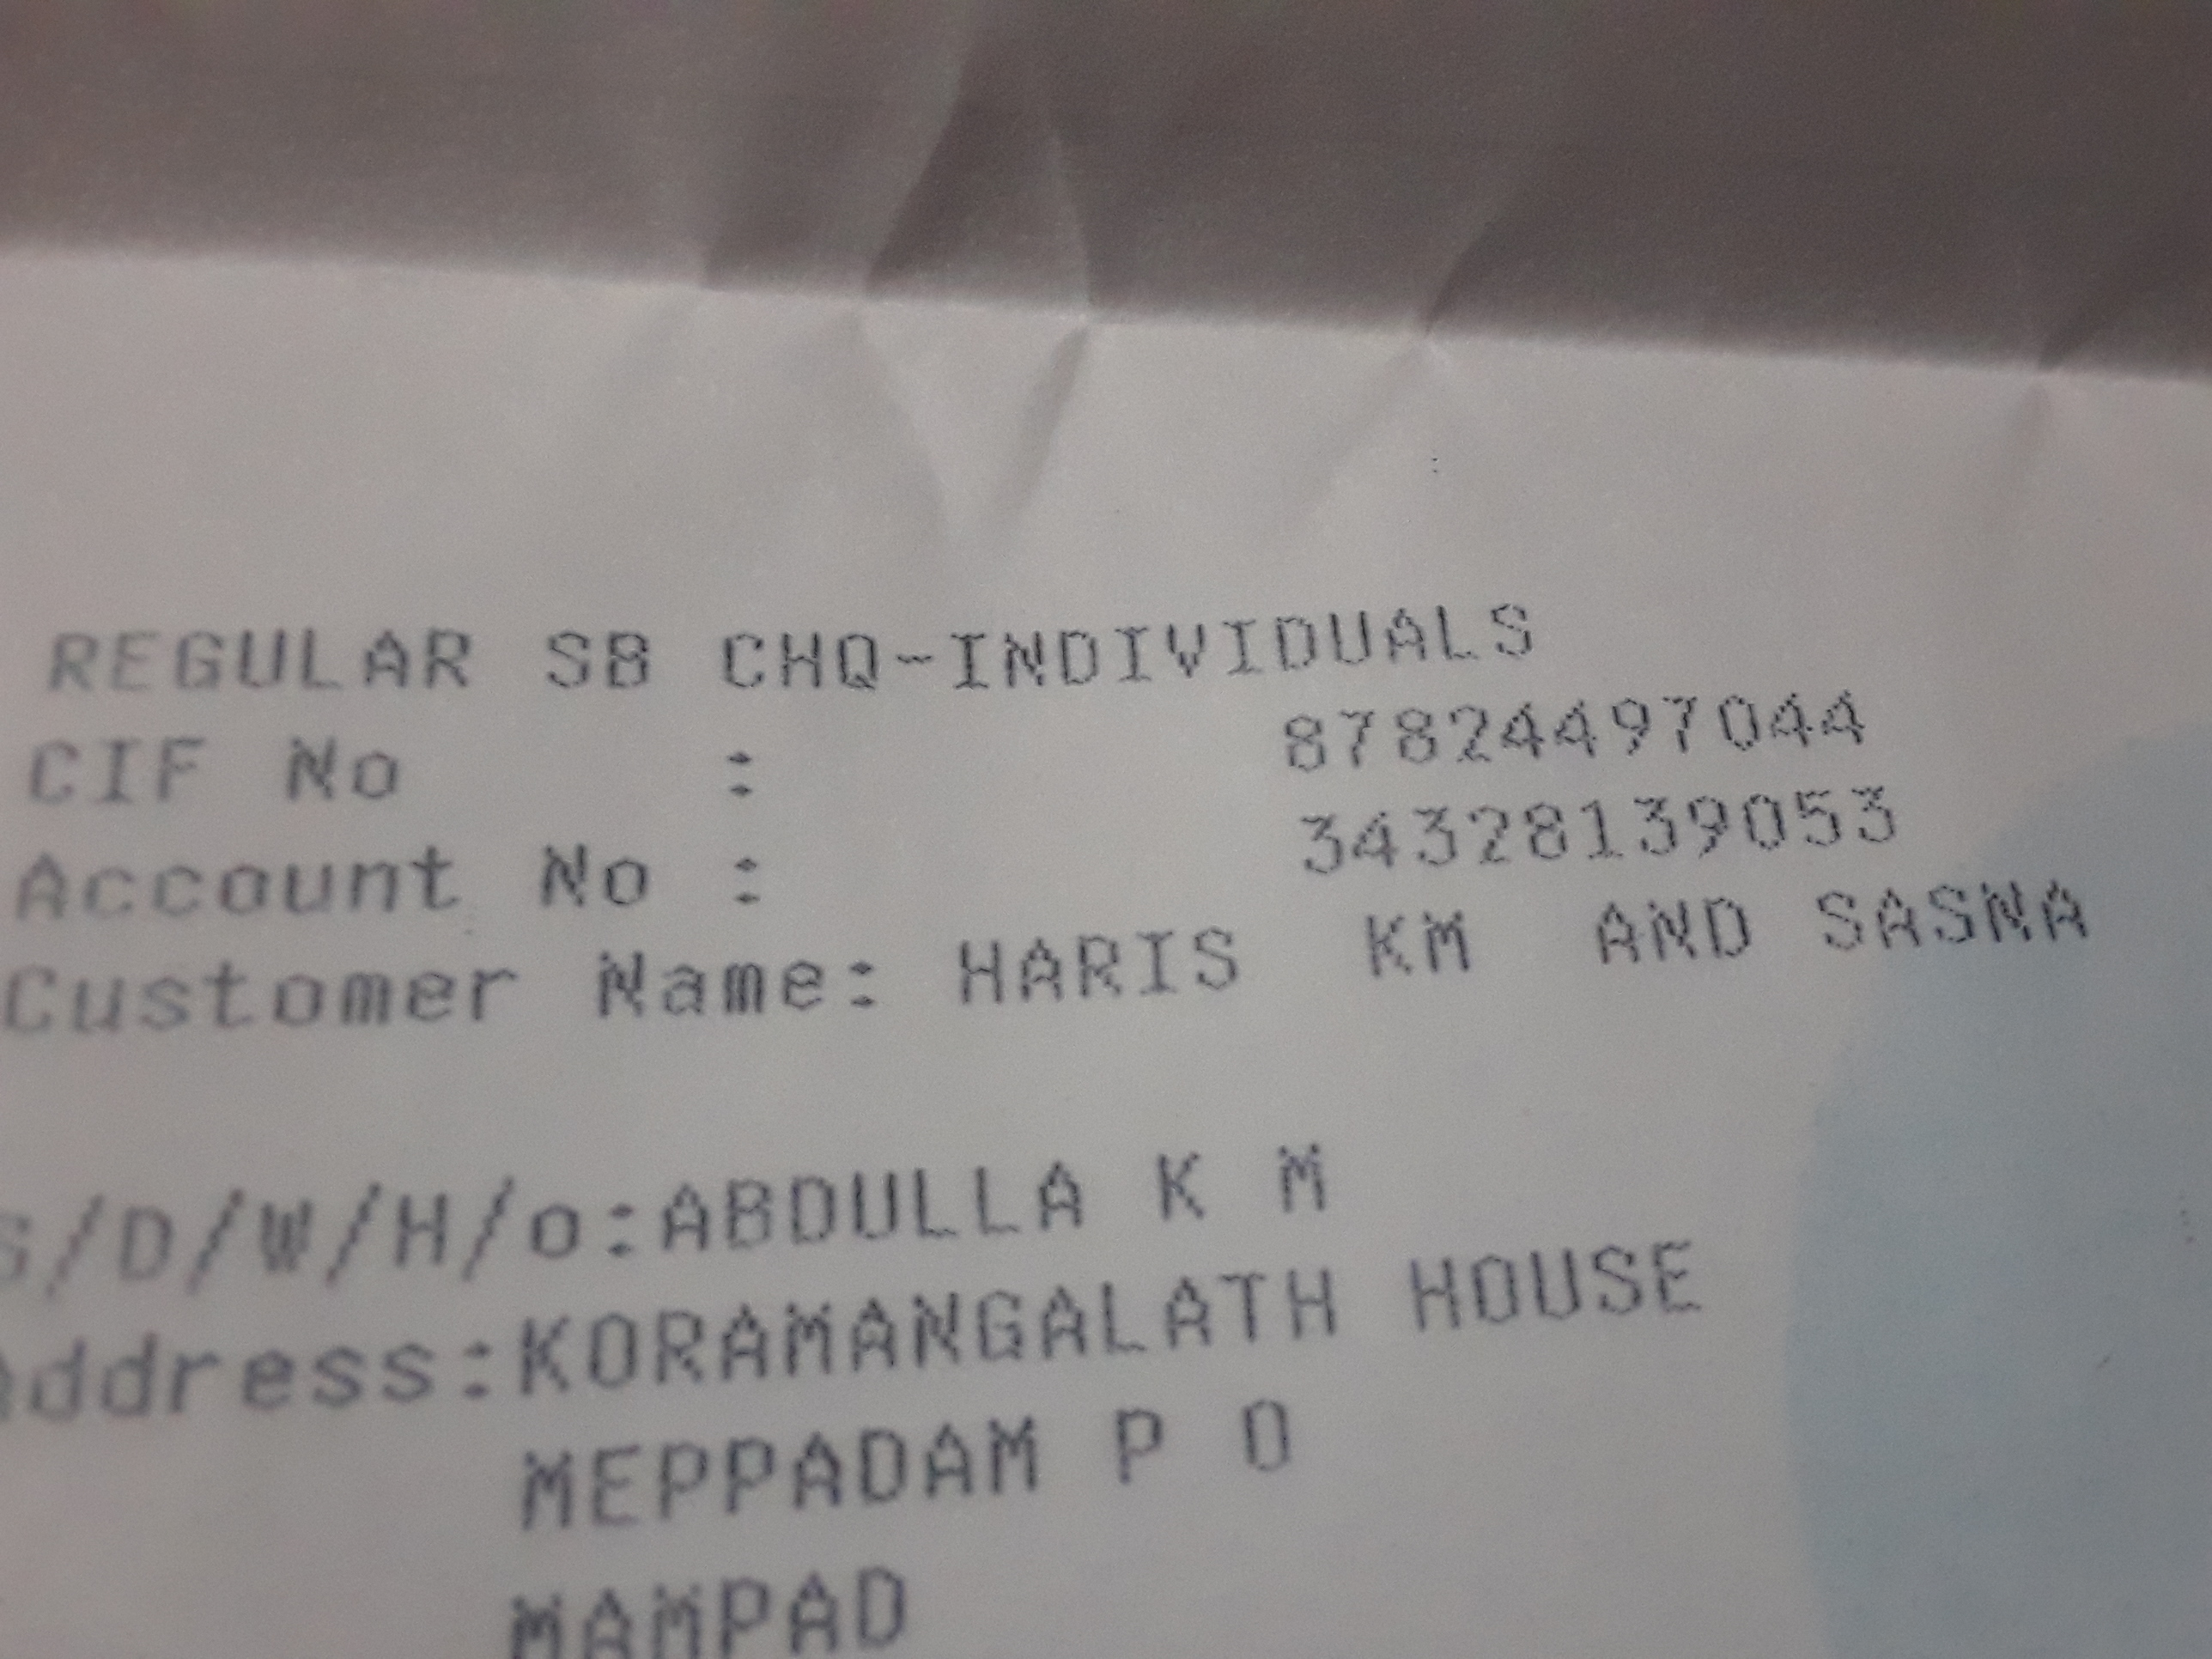 REGULAR SB CHQ-INDIVIDUALS
CIF No : 87824497044
Account No : 34328139053
Customer Name: HARIS KM AND SASNA
S/D/W/H/o:ABDULLA K M
Address:KORAMANGALATH HOUSE
MEPPADAM P O
MAMPAD